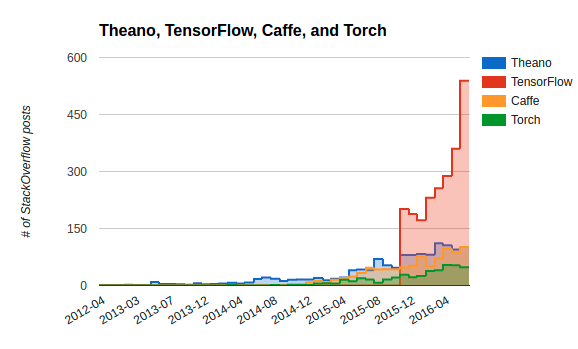 Theano, TensorFlow, Caffe, and Torch
# of StackOverflow posts
600
450
300
150
0
2012-04
2013-03
2013-07
2013-12
2014-04
2014-08
2014-12
2015-04
2015-08
2015-12
2016-04
Theano
TensorFlow
Caffe
Torch